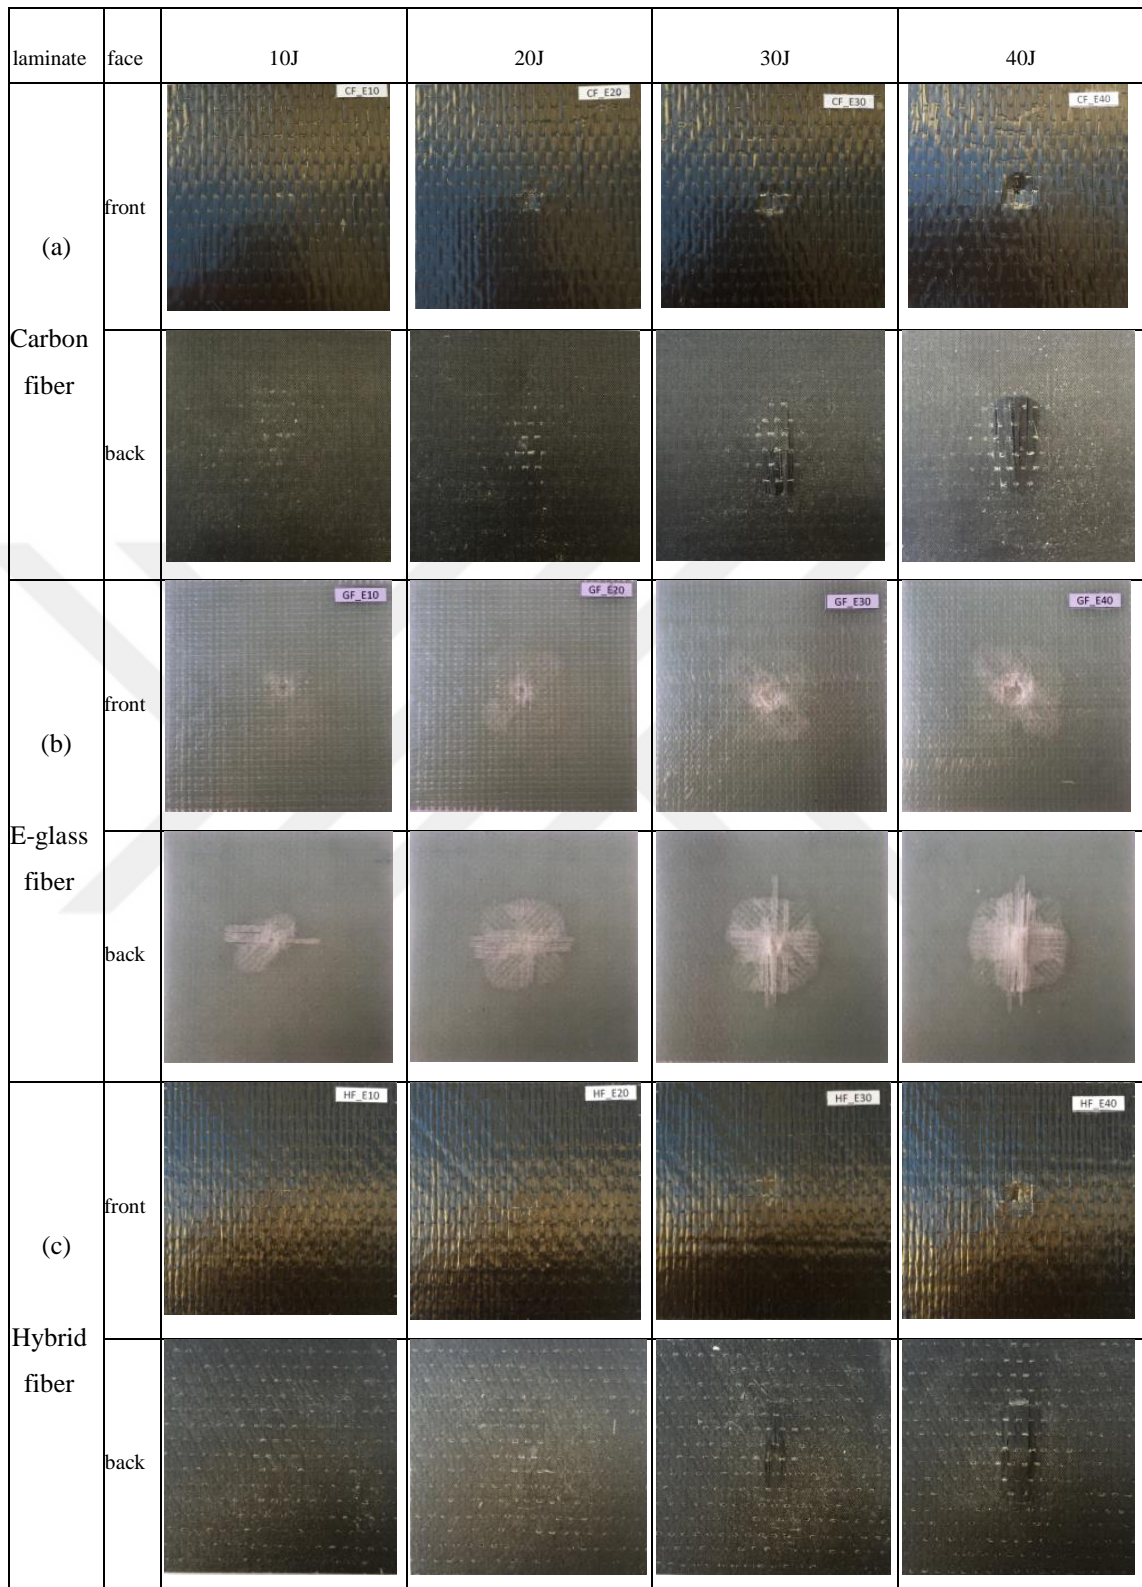 laminate face 10J 20J 30J 40J
CF_E10 CF_E20 CF_E30 CF_E40
front
(a)
Carbon
fiber
back
GF_E10 GF_E20 GF_E30 GF_E40
front
(b)
E-glass
fiber
back
HF_E10 HF_E20 HF_E30 HF_E40
front
(c)
Hybrid
fiber
back